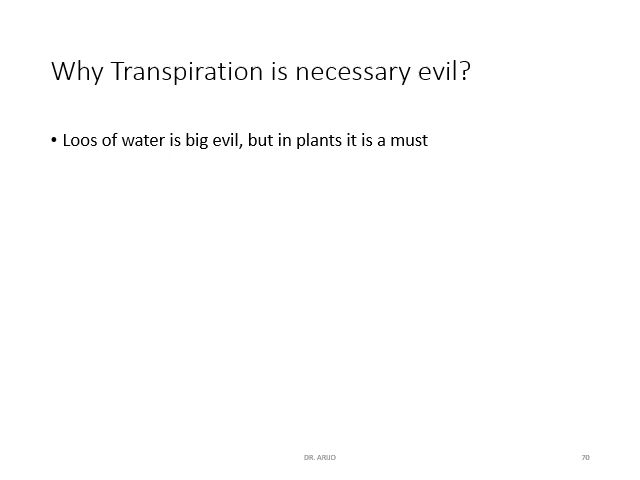 Why Transpiration is necessary evil?
• Loos of water is big evil, but in plants it is a must
DR. ARIJO
70